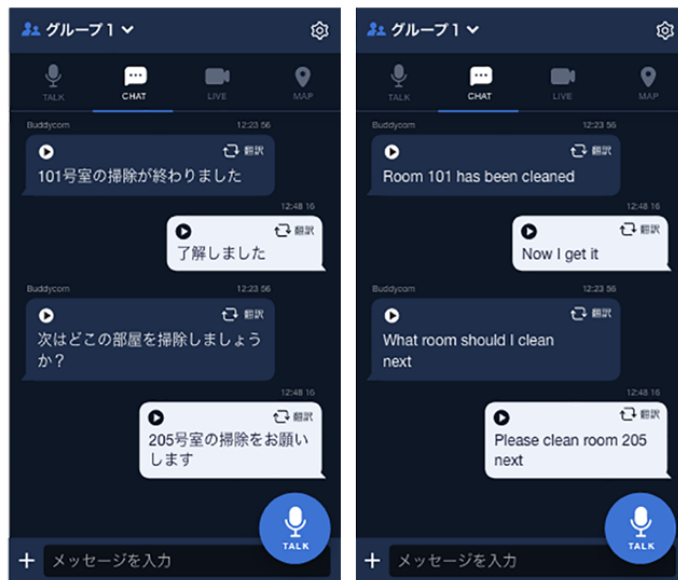 グループ1
TALK
CHAT
LIVE
MAP
Buddycom 12:23 56
翻訳
101号室の掃除が終わりました
12:48 16
翻訳
了解しました
Buddycom 12:23 56
翻訳
次はどこの部屋を掃除しましょう
か？
12:48 16
翻訳
205号室の掃除をお願い
します
TALK
メッセージを入力
グループ1
TALK
CHAT
LIVE
MAP
Buddycom 12:23 56
翻訳
Room 101 has been cleaned
12:48 16
翻訳
Now I get it
Buddycom 12:23 56
翻訳
What room should I clean
next
12:48 16
翻訳
Please clean room 205
next
TALK
メッセージを入力